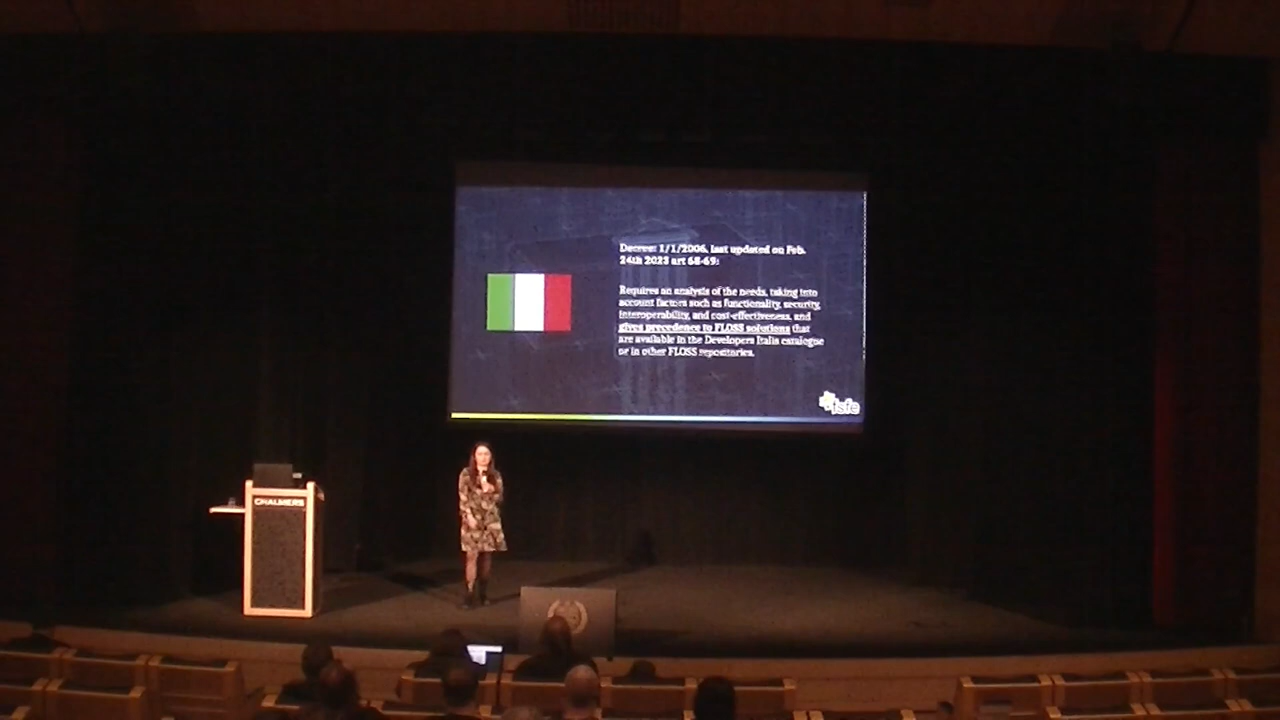 Decree: 1/1/2006, last updated on Feb.
24th 2023 art 68-69:
Requires an analysis of the needs, taking into
account factors such as functionality, security,
interoperability, and cost-effectiveness, and
gives precedence to FLOSS solutions that
are available in the Developers Italia catalogue
or in other FLOSS repositories.
fsfe
CHALMERS